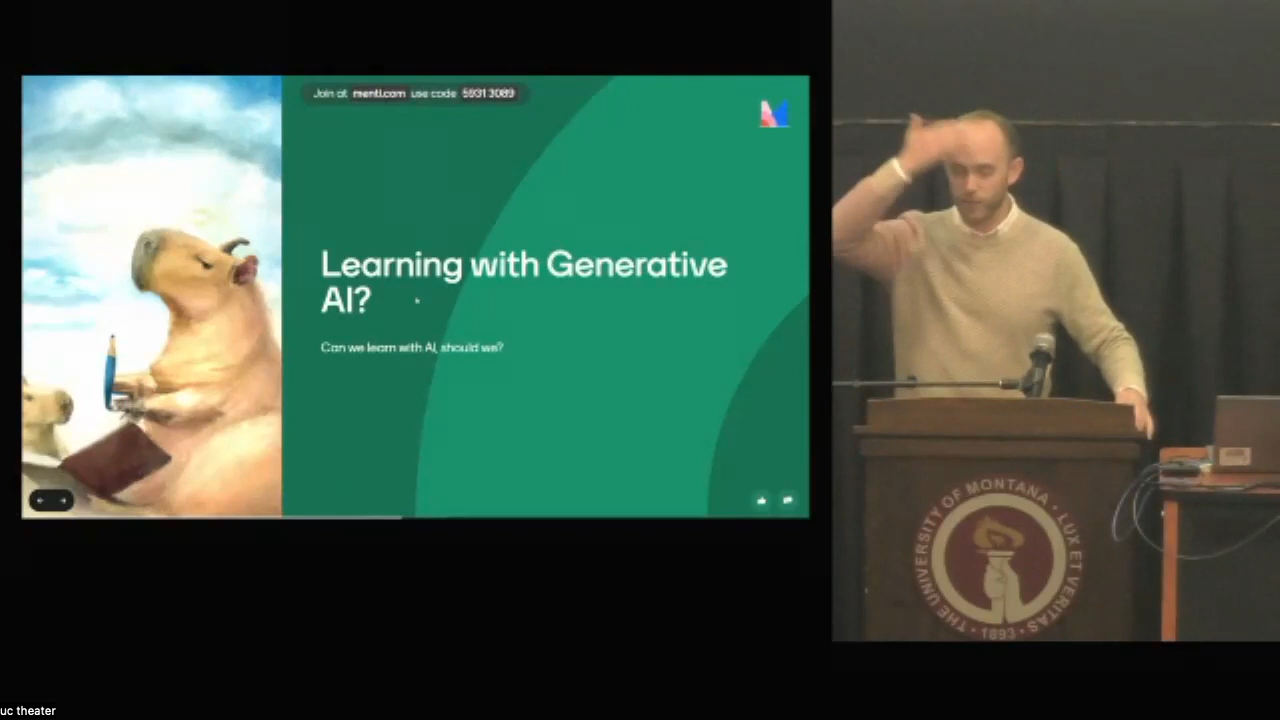 Join at menti.com use code 5931 3089
Learning with Generative
AI?
Can we learn with AI, should we?
THE UNIVERSITY OF MONTANA • LUX ET VERITAS •
1893
uc theater